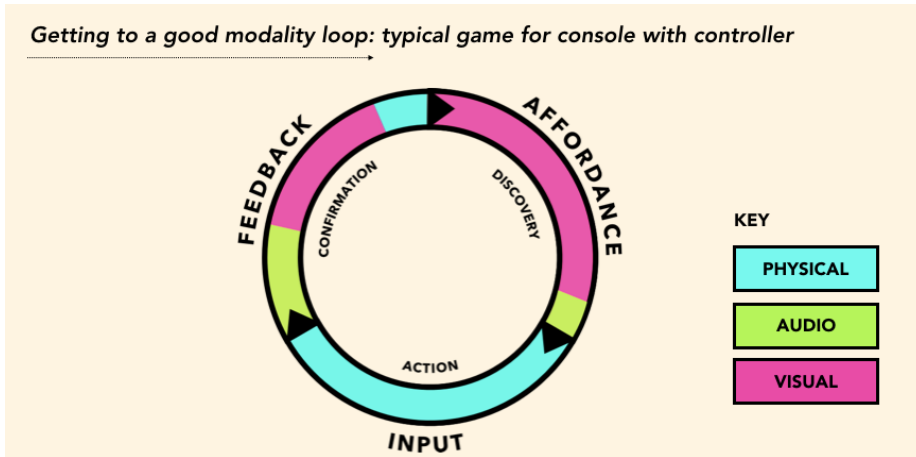 Getting to a good modality loop: typical game for console with controller
AFFORDANCE
FEEDBACK
CONFIRMATION
DISCOVERY
KEY
PHYSICAL
AUDIO
VISUAL
ACTION
INPUT